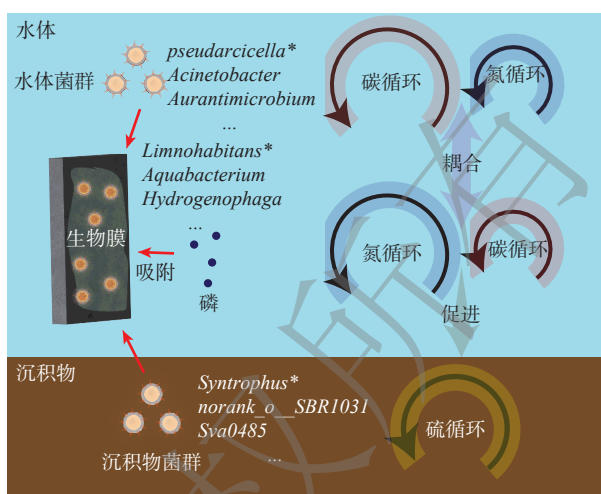 水体
水体菌群
pseudarcicella*
Acinetobacter
Aurantimicrobium
...
碳循环
氮循环
耦合
Limnohabitans*
Aquabacterium
Hydrogenophaga
...
生物膜
吸附
磷
氮循环
碳循环
促进
沉积物
Syntrophus*
norank_o__SBR1031
Sva0485
...
沉积物菌群
硫循环